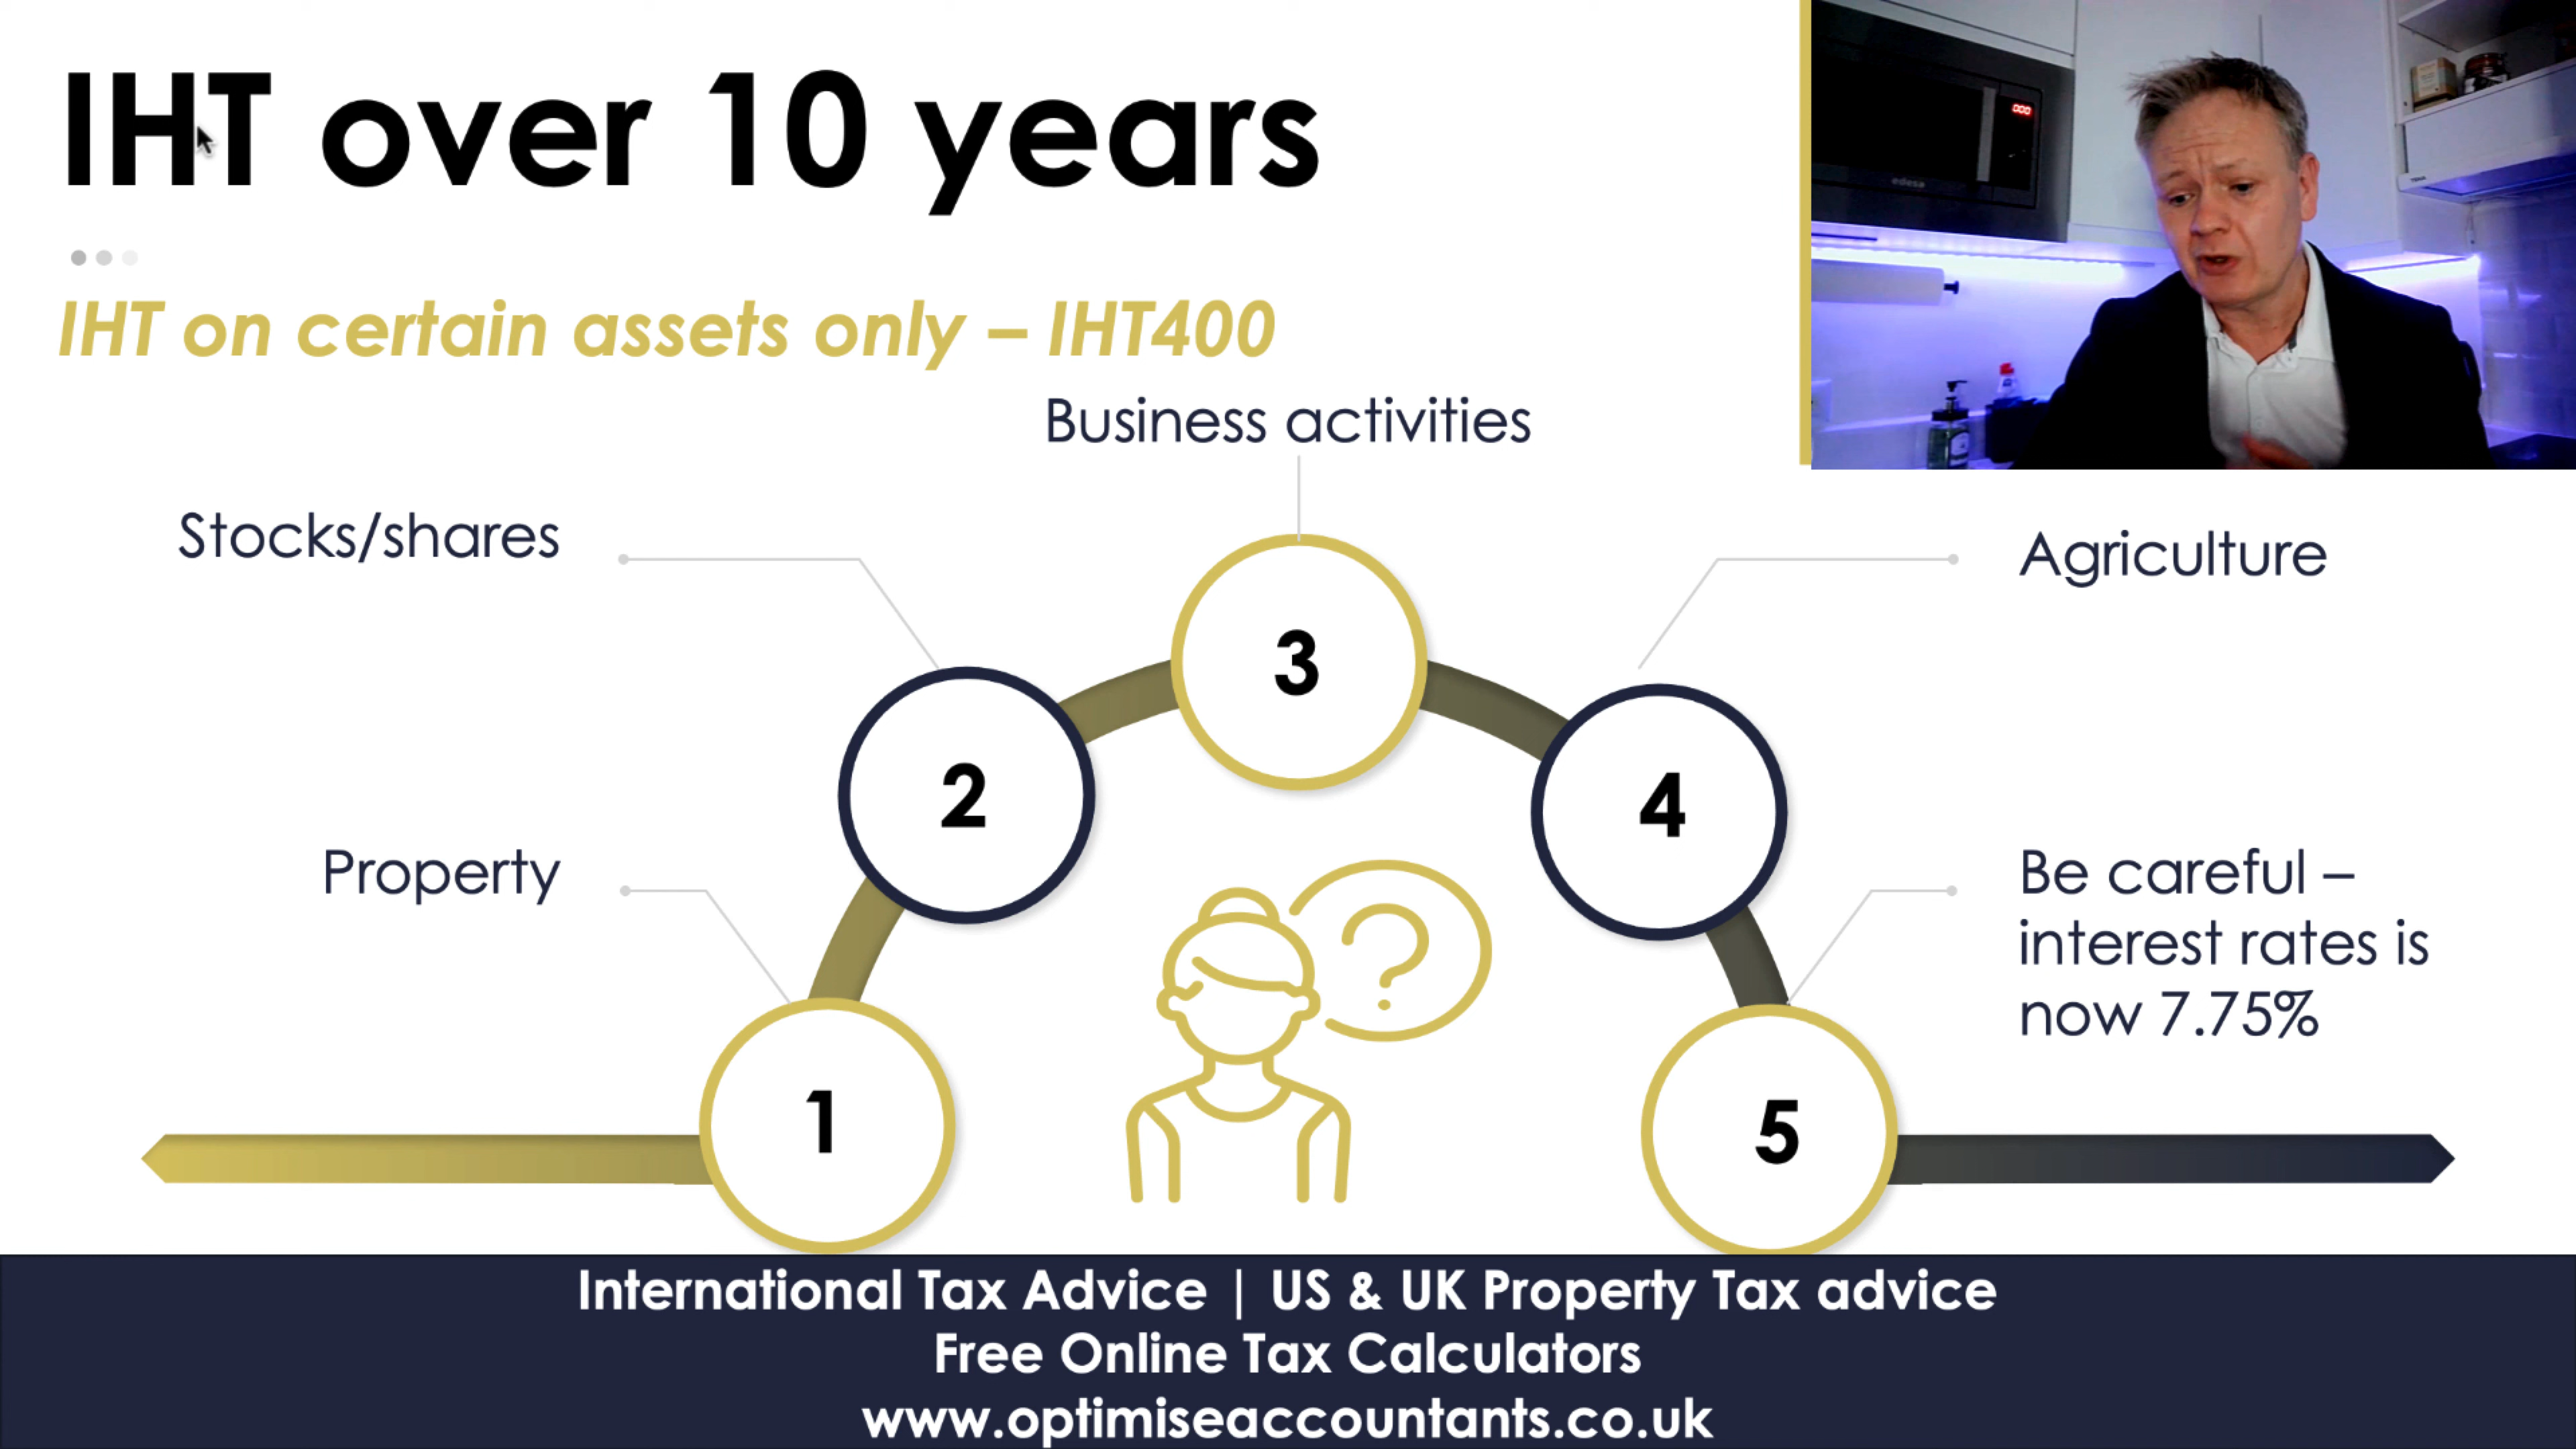 IHT over 10 years
IHT on certain assets only – IHT400
Business activities
Stocks/shares
Agriculture
Property
Be careful –
interest rates is
now 7.75%
1
2
3
4
5
edesa
International Tax Advice | US & UK Property Tax advice
Free Online Tax Calculators
www.optimiseaccountants.co.uk